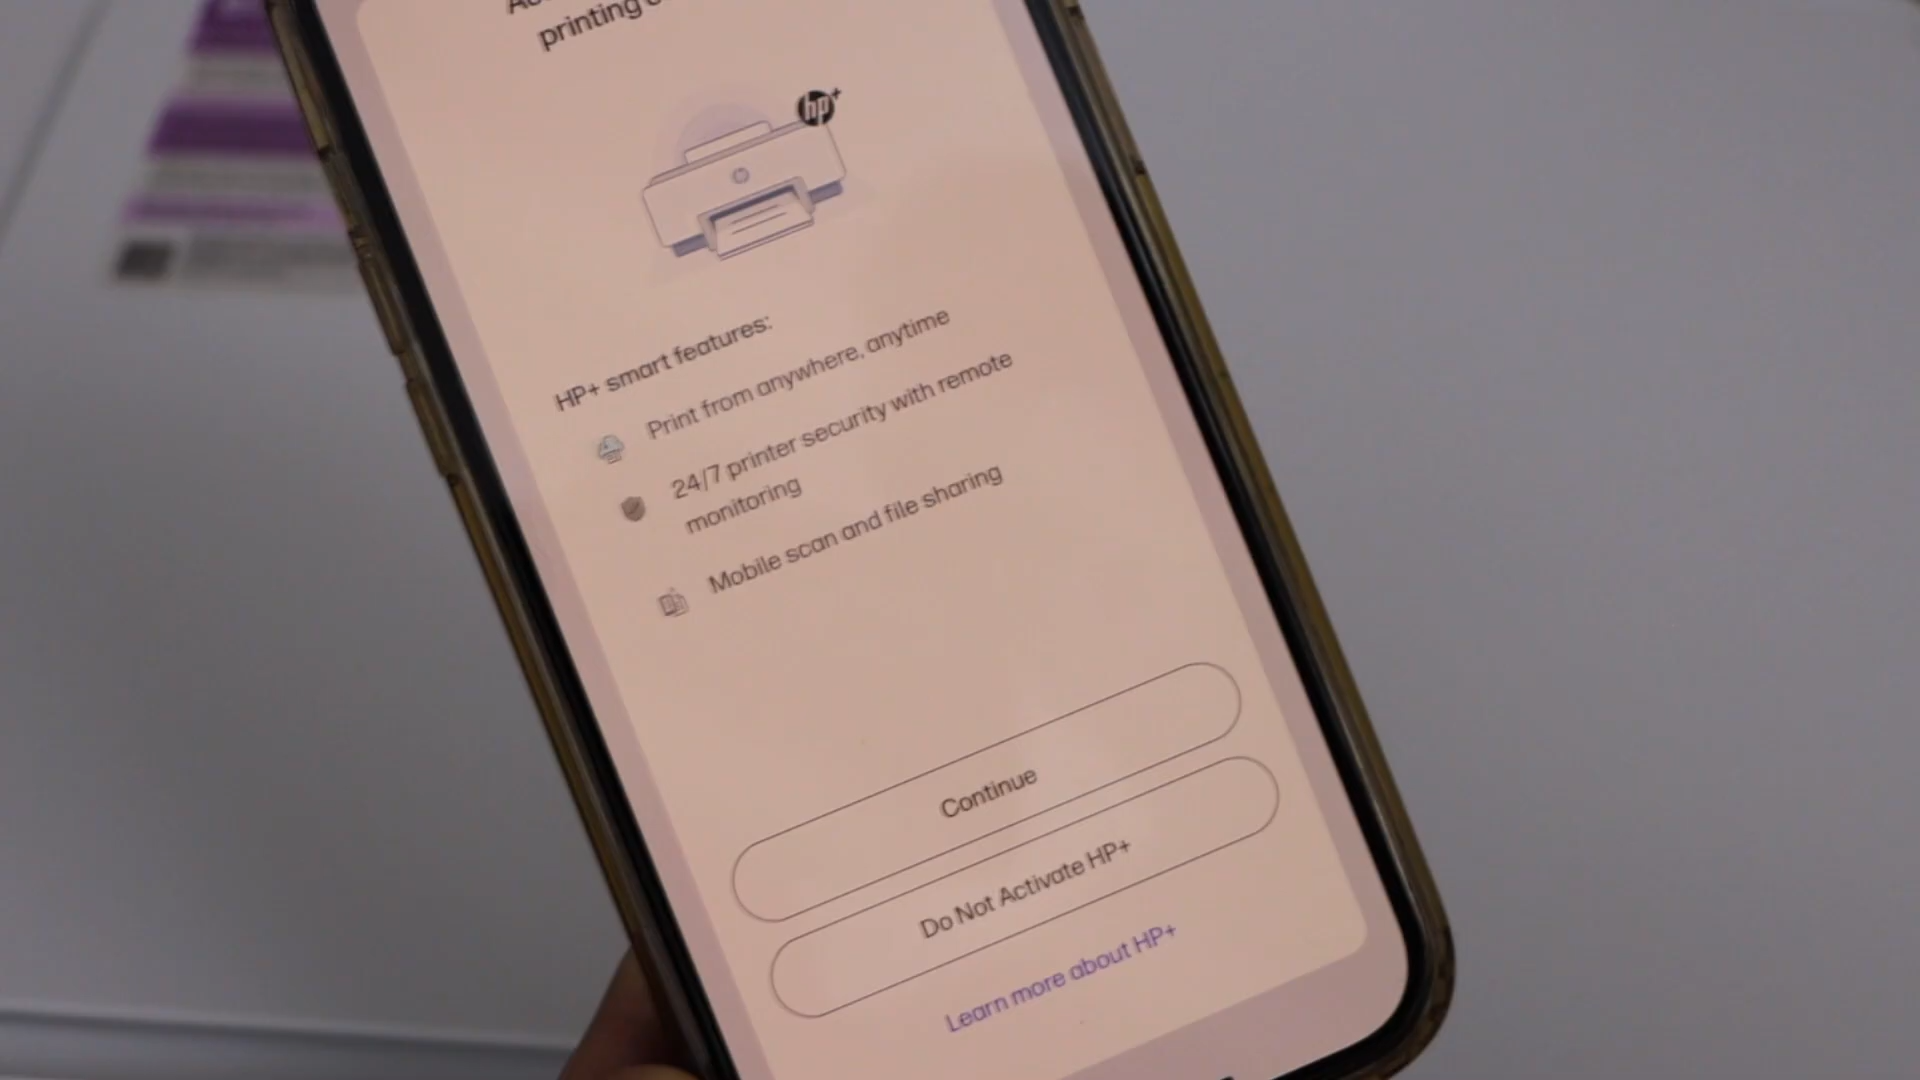 printing
hp+
HP+ smart features:
Print from anywhere, anytime
24/7 printer security with remote
monitoring
Mobile scan and file sharing
Continue
Do Not Activate HP+
Learn more about HP+